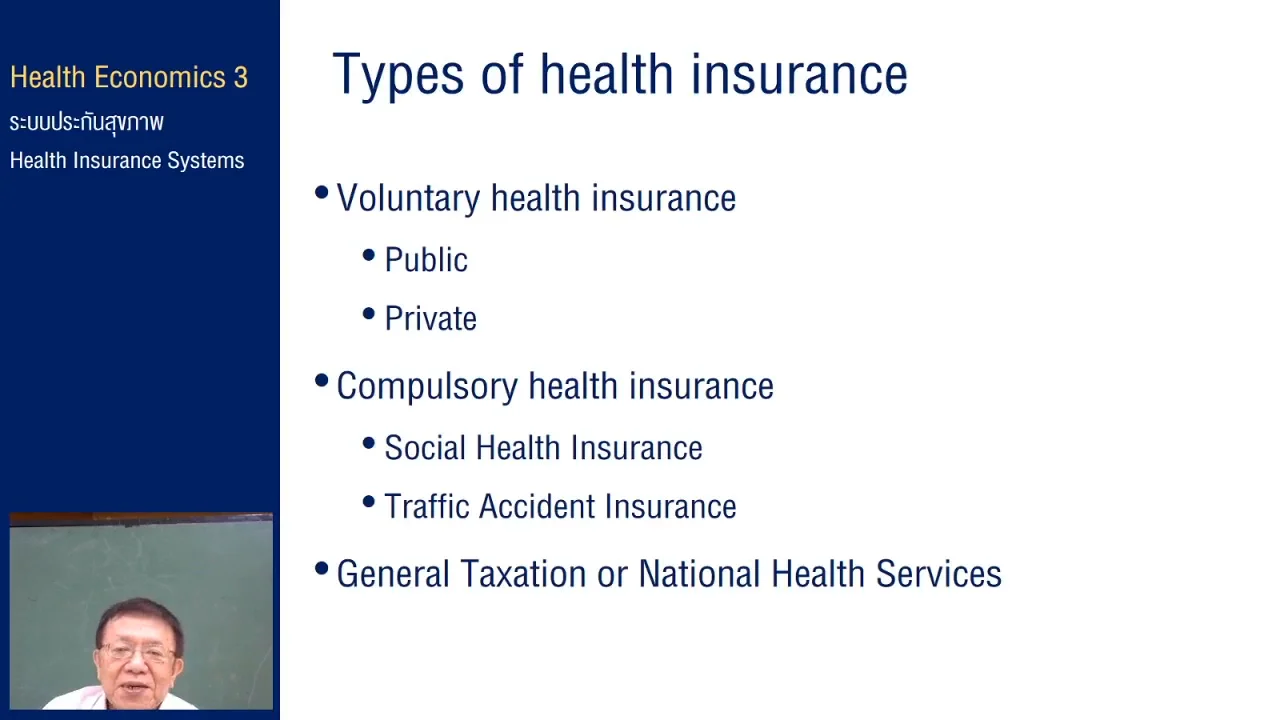 Health Economics 3
ระบบประกันสุขภาพ
Health Insurance Systems
Types of health insurance
• Voluntary health insurance
• Public
• Private
• Compulsory health insurance
• Social Health Insurance
• Traffic Accident Insurance
• General Taxation or National Health Services